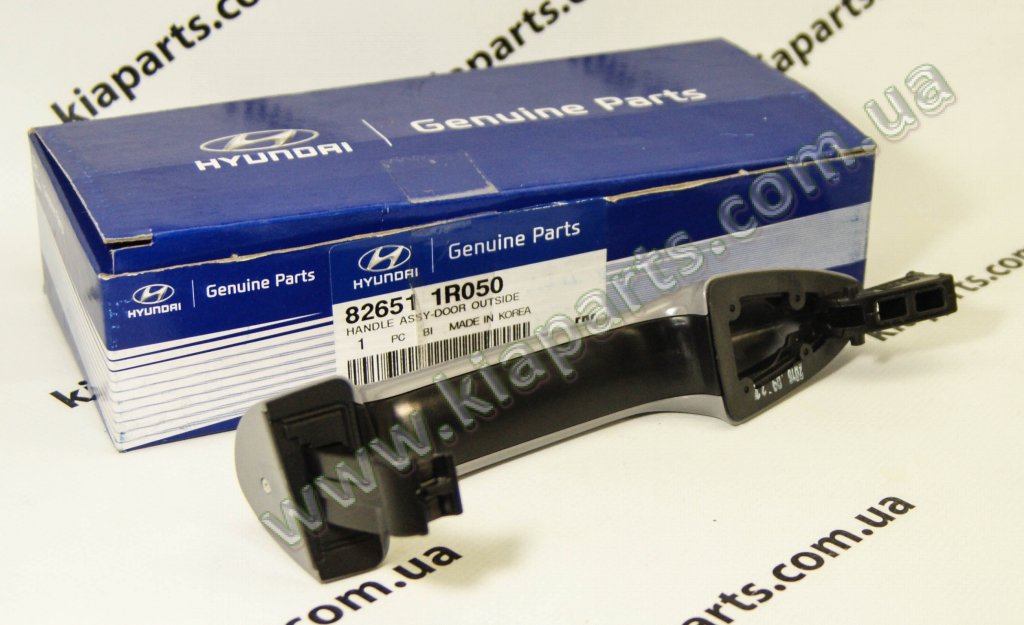 kiaparts.com.ua
parts.com.ua
HYUNDAI | Genuine Parts
HYUNDAI | Genuine Parts
HYUNDAI | Genuine Parts
82651 1R050
HANDLE ASSY-DOOR OUTSIDE
1 PC BI MADE IN KOREA
www.kiaparts.com.ua
kiaparts.com.ua
parts.com.ua